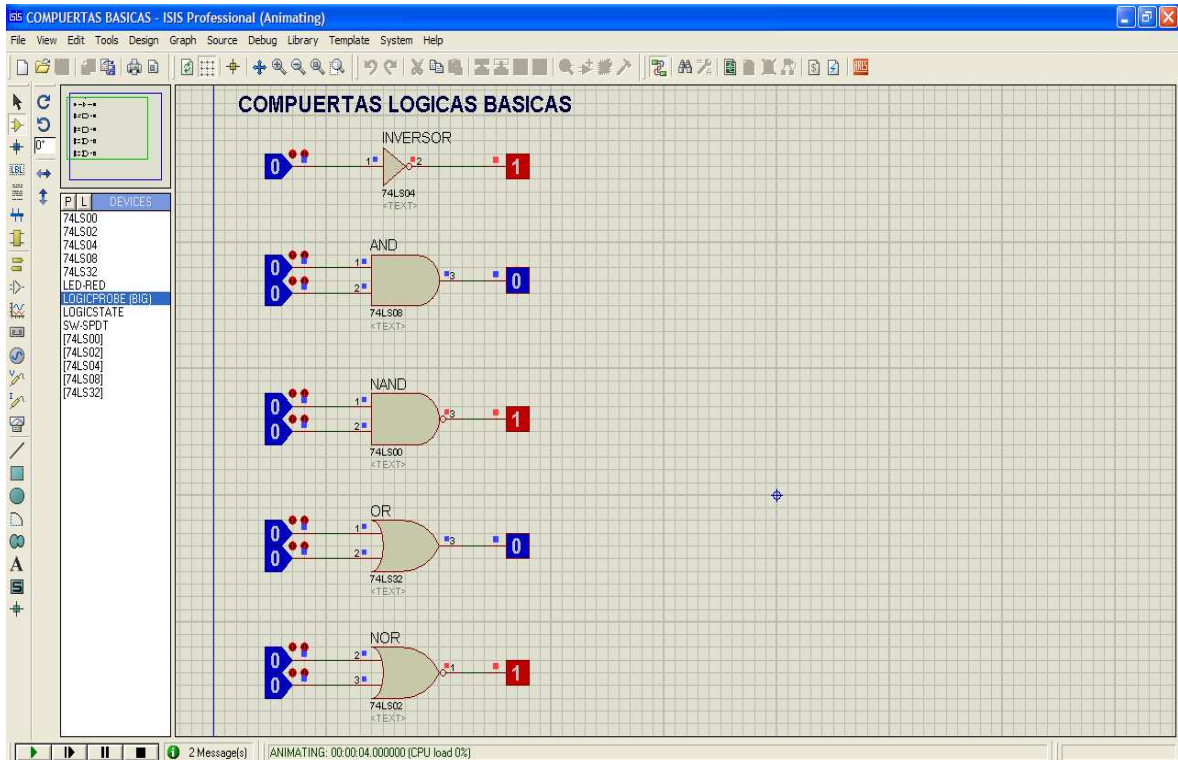 COMPUERTAS BASICAS - ISIS Professional (Animating)
File View Edit Tools Design Graph Source Debug Library Template System Help
0°
LBL
P L DEVICES
74LS00
74LS02
74LS04
74LS08
74LS32
LED-RED
LOGICPROBE (BIG)
LOGICSTATE
SW-SPDT
[74LS00]
[74LS02]
[74LS04]
[74LS08]
[74LS32]
COMPUERTAS LOGICAS BASICAS
INVERSOR
0 1 2 1
74LS04
<TEXT>
AND
0 1 3 0
0 2
74LS08
<TEXT>
NAND
0 1 3 1
0 2
74LS00
<TEXT>
OR
0 1 3 0
0 2
74LS32
<TEXT>
NOR
0 2 1 1
0 3
74LS02
<TEXT>
2 Message(s) ANIMATING: 00:00:04.000000 (CPU load 0%)